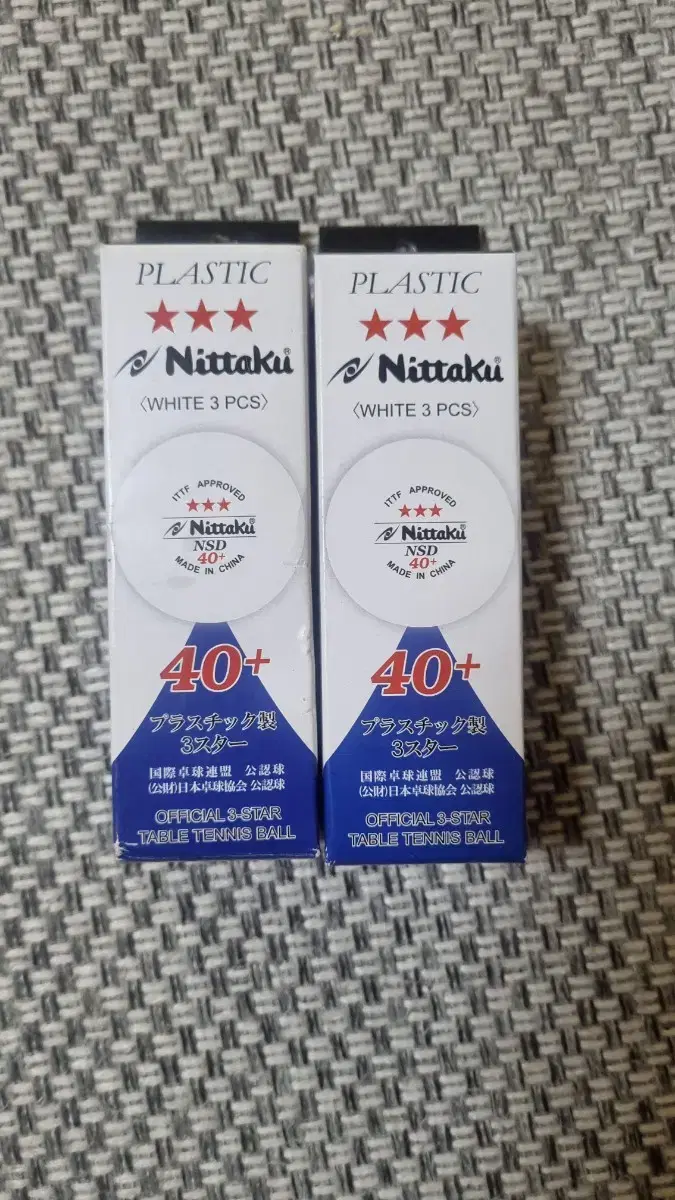 PLASTIC
★★★
Nittaku®
〈WHITE 3 PCS〉
ITTF APPROVED
★★★
Nittaku®
NSD
40+
MADE IN CHINA
40+
プラスチック製
3スター
国際卓球連盟 公認球
(公財)日本卓球協会 公認球
OFFICIAL 3-STAR
TABLE TENNIS BALL
PLASTIC
★★★
Nittaku®
〈WHITE 3 PCS〉
ITTF APPROVED
★★★
Nittaku®
NSD
40+
MADE IN CHINA
40+
プラスチック製
3スター
国際卓球連盟 公認球
(公財)日本卓球協会 公認球
OFFICIAL 3-STAR
TABLE TENNIS BALL